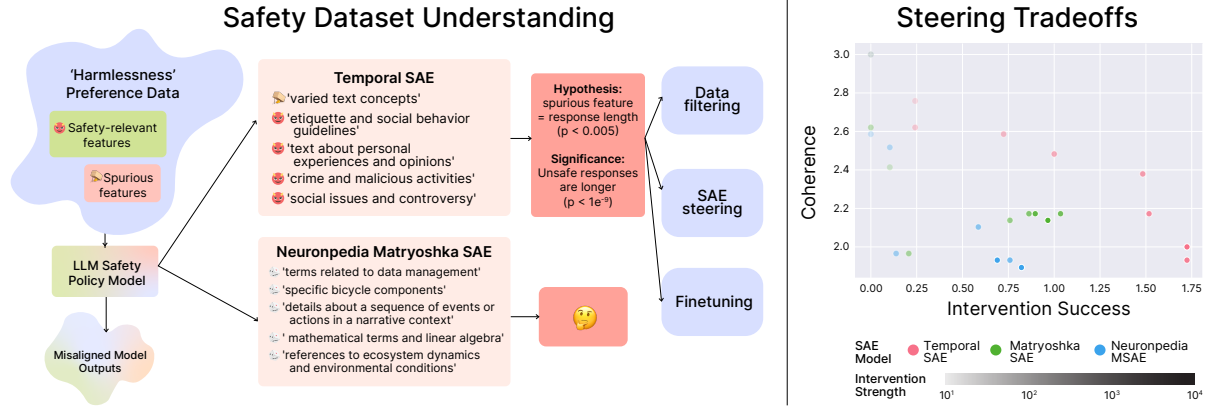 Safety Dataset Understanding
'Harmlessness'
Preference Data
Safety-relevant
features
Spurious
features
LLM Safety
Policy Model
Misaligned Model
Outputs
Temporal SAE
'varied text concepts'
'etiquette and social behavior
guidelines'
'text about personal
experiences and opinions'
'crime and malicious activities'
'social issues and controversy'
Neuronpedia Matryoshka SAE
'terms related to data management'
'specific bicycle components'
'details about a sequence of events or
actions in a narrative context'
' mathematical terms and linear algebra'
'references to ecosystem dynamics
and environmental conditions'
Hypothesis:
spurious feature
= response length
(p < 0.005)
Significance:
Unsafe responses
are longer
(p < 1e⁻⁹)
Data
filtering
SAE
steering
Finetuning
Steering Tradeoffs
Coherence
3.0
2.8
2.6
2.4
2.2
2.0
0.00 0.25 0.50 0.75 1.00 1.25 1.50 1.75
Intervention Success
SAE
Model
Temporal
SAE
Matryoshka
SAE
Neuronpedia
MSAE
Intervention
Strength
10¹ 10² 10³ 10⁴